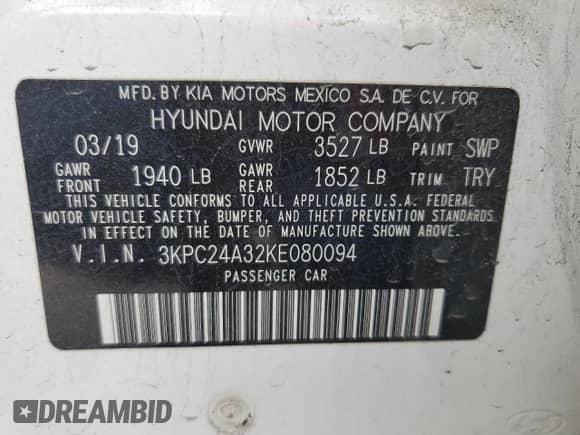 MFD. BY KIA MOTORS MEXICO S.A. DE C.V. FOR
HYUNDAI MOTOR COMPANY
03/19 GVWR 3527 LB PAINT SWP
GAWR FRONT 1940 LB GAWR REAR 1852 LB TRIM TRY
THIS VEHICLE CONFORMS TO ALL APPLICABLE U.S.A. FEDERAL
MOTOR VEHICLE SAFETY, BUMPER, AND THEFT PREVENTION STANDARDS
IN EFFECT ON THE DATE OF MANUFACTURE SHOWN ABOVE.
V.I.N. 3KPC24A32KE080094
PASSENGER CAR
DREAMBID